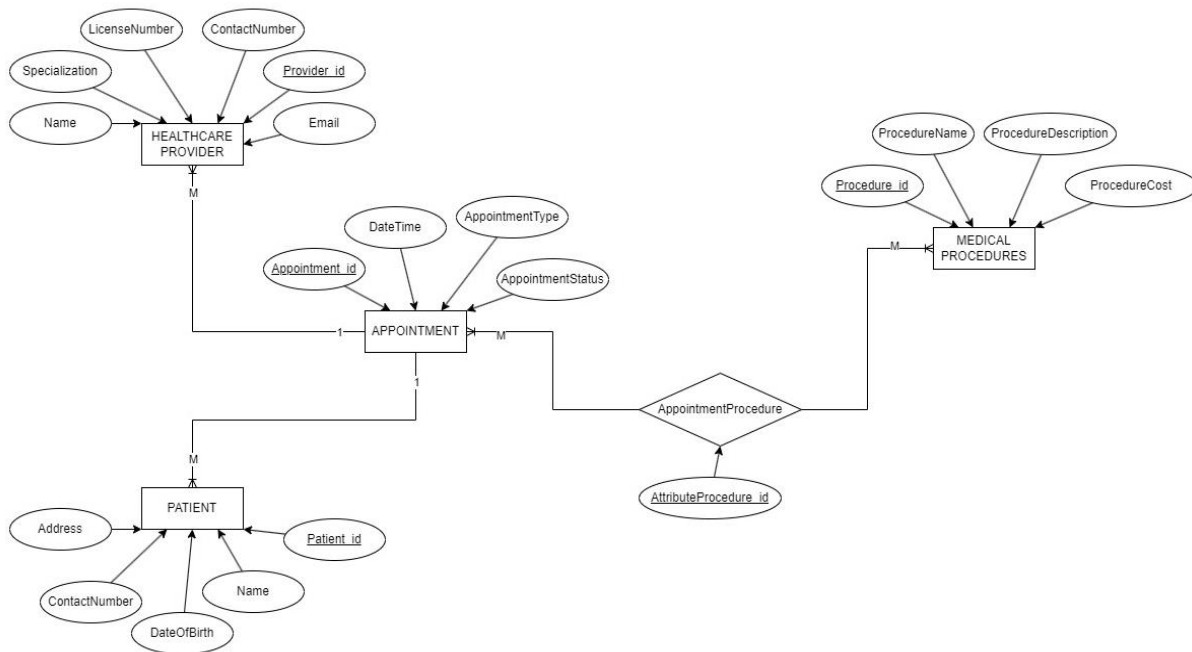 LicenseNumber
ContactNumber
Specialization
Provider_id
Name
Email
HEALTHCARE
PROVIDER
M
ProcedureName
ProcedureDescription
Procedure_id
ProcedureCost
MEDICAL
PROCEDURES
M
DateTime
AppointmentType
Appointment_id
AppointmentStatus
1
APPOINTMENT
M
1
AppointmentProcedure
AttributeProcedure_id
M
PATIENT
Address
Patient_id
ContactNumber
Name
DateOfBirth